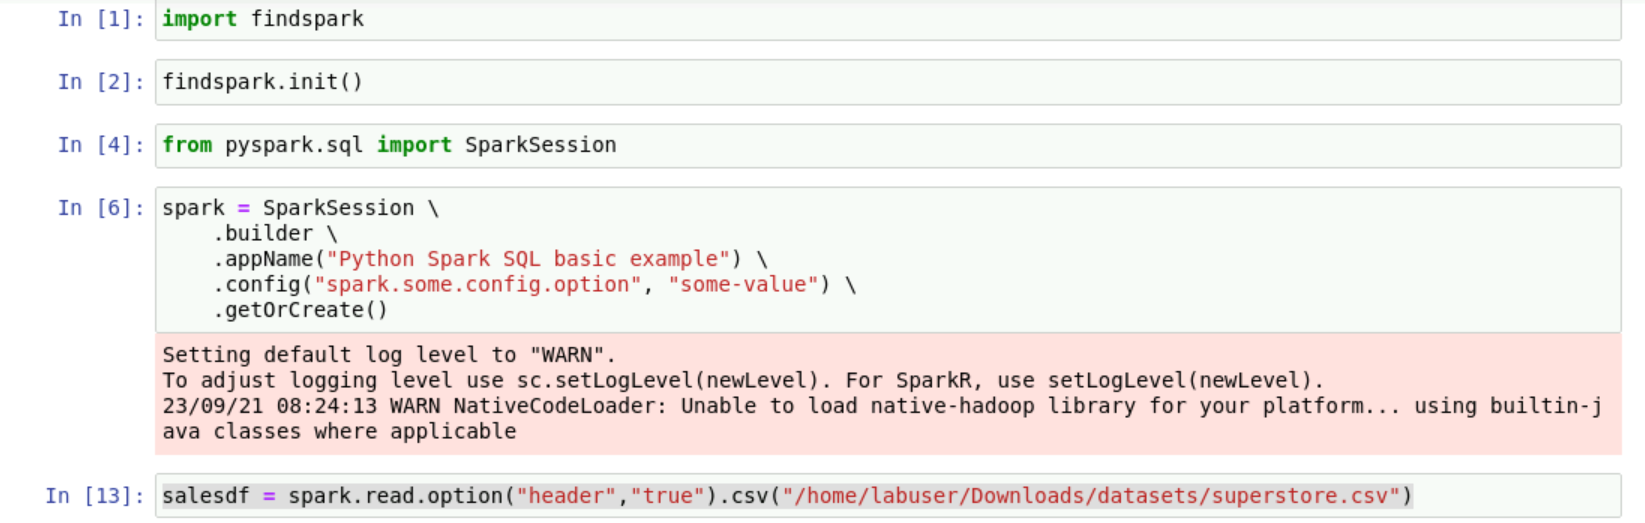 In [1]: import findspark
In [2]: findspark.init()
In [4]: from pyspark.sql import SparkSession
In [6]: spark = SparkSession \
    .builder \
    .appName("Python Spark SQL basic example") \
    .config("spark.some.config.option", "some-value") \
    .getOrCreate()
Setting default log level to "WARN".
To adjust logging level use sc.setLogLevel(newLevel). For SparkR, use setLogLevel(newLevel).
23/09/21 08:24:13 WARN NativeCodeLoader: Unable to load native-hadoop library for your platform... using builtin-j
ava classes where applicable
In [13]: salesdf = spark.read.option("header","true").csv("/home/labuser/Downloads/datasets/superstore.csv")